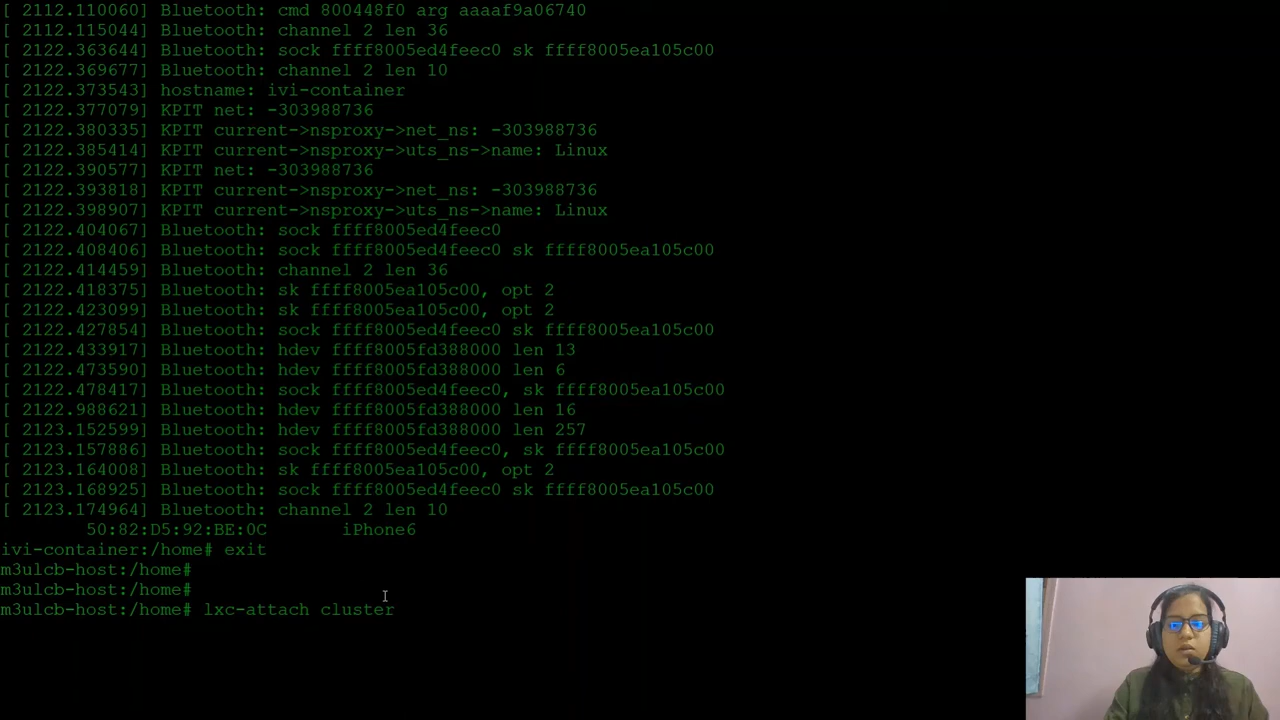 [ 2112.110060] Bluetooth: cmd 800448f0 arg aaaaf9a06740
[ 2112.115044] Bluetooth: channel 2 len 36
[ 2122.363644] Bluetooth: sock ffff8005ed4feec0 sk ffff8005ea105c00
[ 2122.369677] Bluetooth: channel 2 len 10
[ 2122.373543] hostname: ivi-container
[ 2122.377079] KPIT net: -303988736
[ 2122.380335] KPIT current->nsproxy->net_ns: -303988736
[ 2122.385414] KPIT current->nsproxy->uts_ns->name: Linux
[ 2122.390577] KPIT net: -303988736
[ 2122.393818] KPIT current->nsproxy->net_ns: -303988736
[ 2122.398907] KPIT current->nsproxy->uts_ns->name: Linux
[ 2122.404067] Bluetooth: sock ffff8005ed4feec0
[ 2122.408406] Bluetooth: sock ffff8005ed4feec0 sk ffff8005ea105c00
[ 2122.414459] Bluetooth: channel 2 len 36
[ 2122.418375] Bluetooth: sk ffff8005ea105c00, opt 2
[ 2122.423099] Bluetooth: sk ffff8005ea105c00, opt 2
[ 2122.427854] Bluetooth: sock ffff8005ed4feec0 sk ffff8005ea105c00
[ 2122.433917] Bluetooth: hdev ffff8005fd388000 len 13
[ 2122.473590] Bluetooth: hdev ffff8005fd388000 len 6
[ 2122.478417] Bluetooth: sock ffff8005ed4feec0, sk ffff8005ea105c00
[ 2122.988621] Bluetooth: hdev ffff8005fd388000 len 16
[ 2123.152599] Bluetooth: hdev ffff8005fd388000 len 257
[ 2123.157886] Bluetooth: sock ffff8005ed4feec0, sk ffff8005ea105c00
[ 2123.164008] Bluetooth: sk ffff8005ea105c00, opt 2
[ 2123.168925] Bluetooth: sock ffff8005ed4feec0 sk ffff8005ea105c00
[ 2123.174964] Bluetooth: channel 2 len 10
50:82:D5:92:BE:0C iPhone6
ivi-container:/home# exit
m3ulcb-host:/home#
m3ulcb-host:/home#
m3ulcb-host:/home# lxc-attach cluster